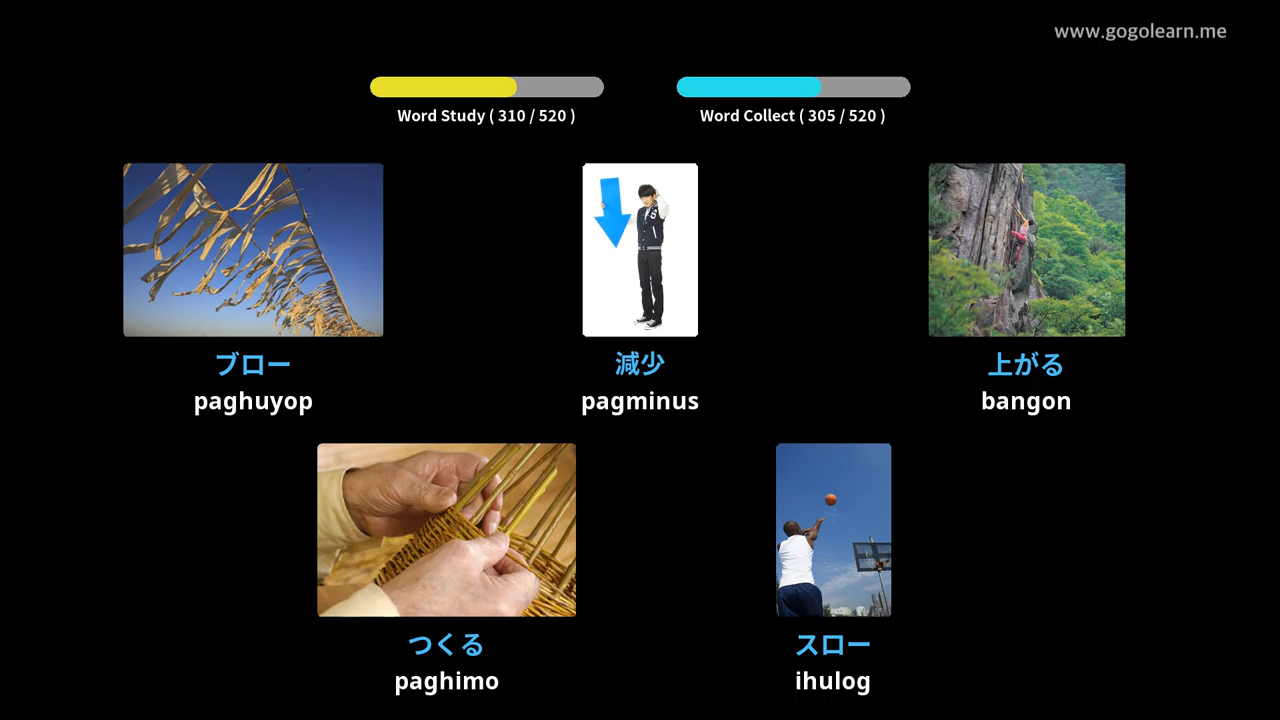 www.gogolearn.me
Word Study ( 310 / 520 )
Word Collect ( 305 / 520 )
ブロー
paghuyop
減少
pagminus
上がる
bangon
つくる
paghimo
スロー
ihulog